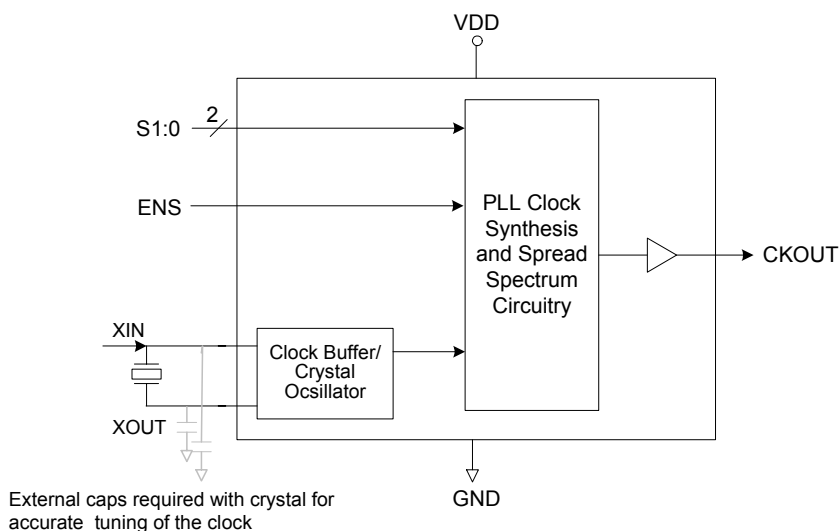 VDD
S1:0
2
ENS
PLL Clock
Synthesis
and Spread
Spectrum
Circuitry
CKOUT
XIN
Clock Buffer/
Crystal
Ocsillator
XOUT
GND
External caps required with crystal for
accurate tuning of the clock